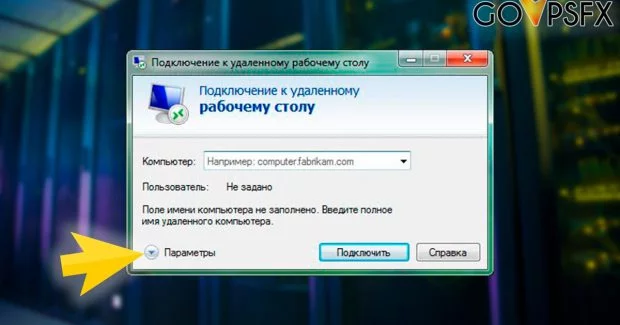 GOVPSFX
Подключение к удаленному рабочему столу
Подключение к удаленному
рабочему столу
Компьютер:
Например: computer.fabrikam.com
Пользователь:
Не задано
Поле имени компьютера не заполнено. Введите полное
имя удаленного компьютера.
Параметры
Подключить
Справка